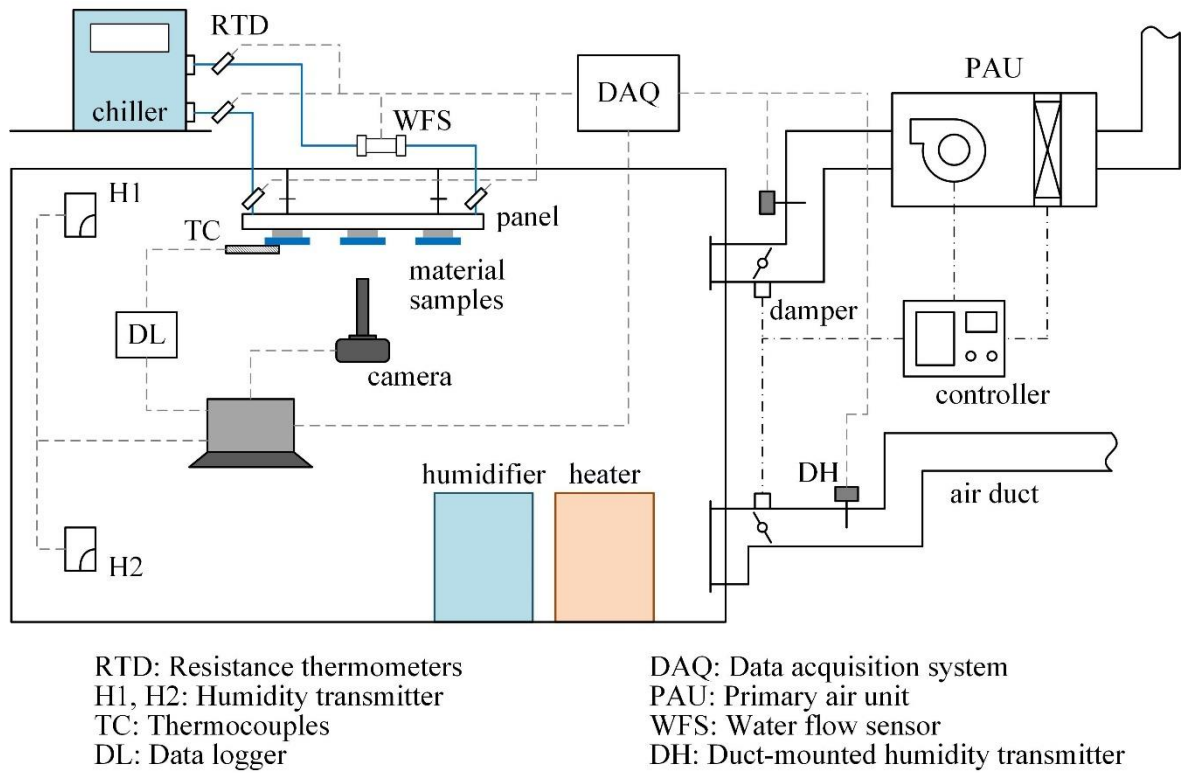 RTD
PAU
chiller
DAQ
WFS
H1
panel
TC
material
samples
damper
DL
camera
controller
humidifier
heater
DH
air duct
H2
RTD: Resistance thermometers
H1, H2: Humidity transmitter
TC: Thermocouples
DL: Data logger
DAQ: Data acquisition system
PAU: Primary air unit
WFS: Water flow sensor
DH: Duct-mounted humidity transmitter